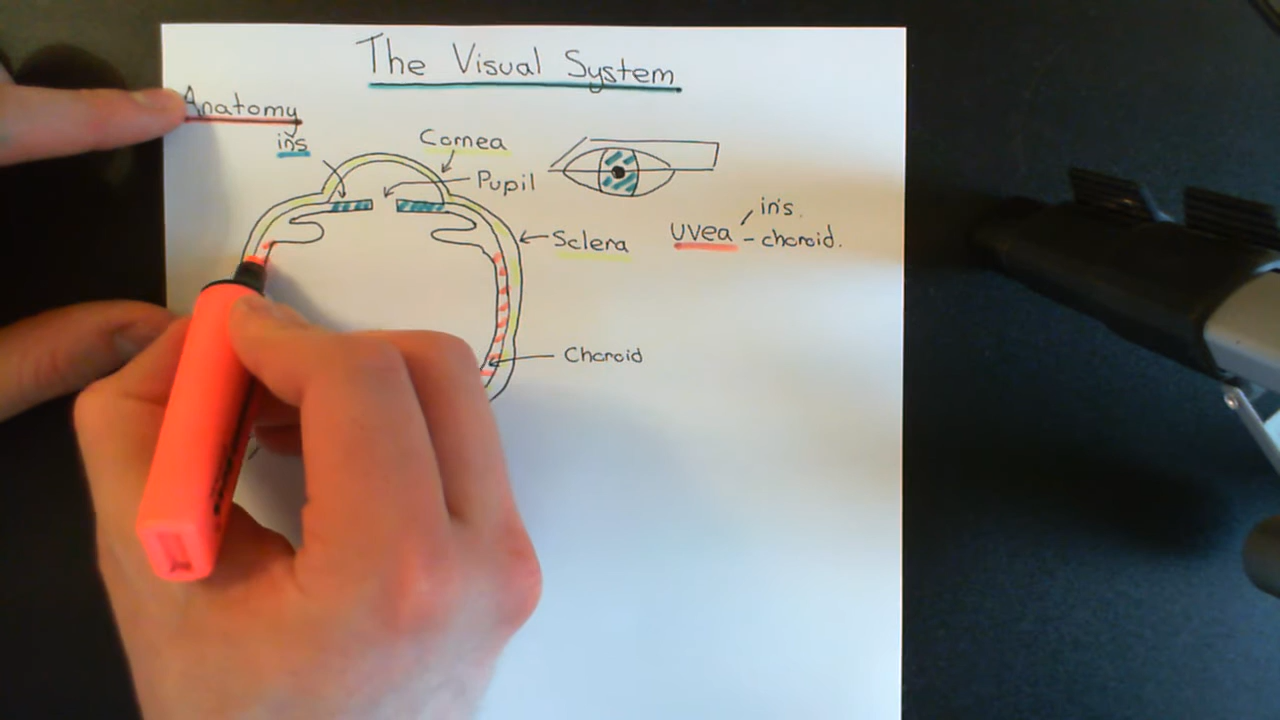 The Visual System
Anatomy
iris
Cornea
Pupil
Sclera
uvea
iris.
choroid.
Choroid